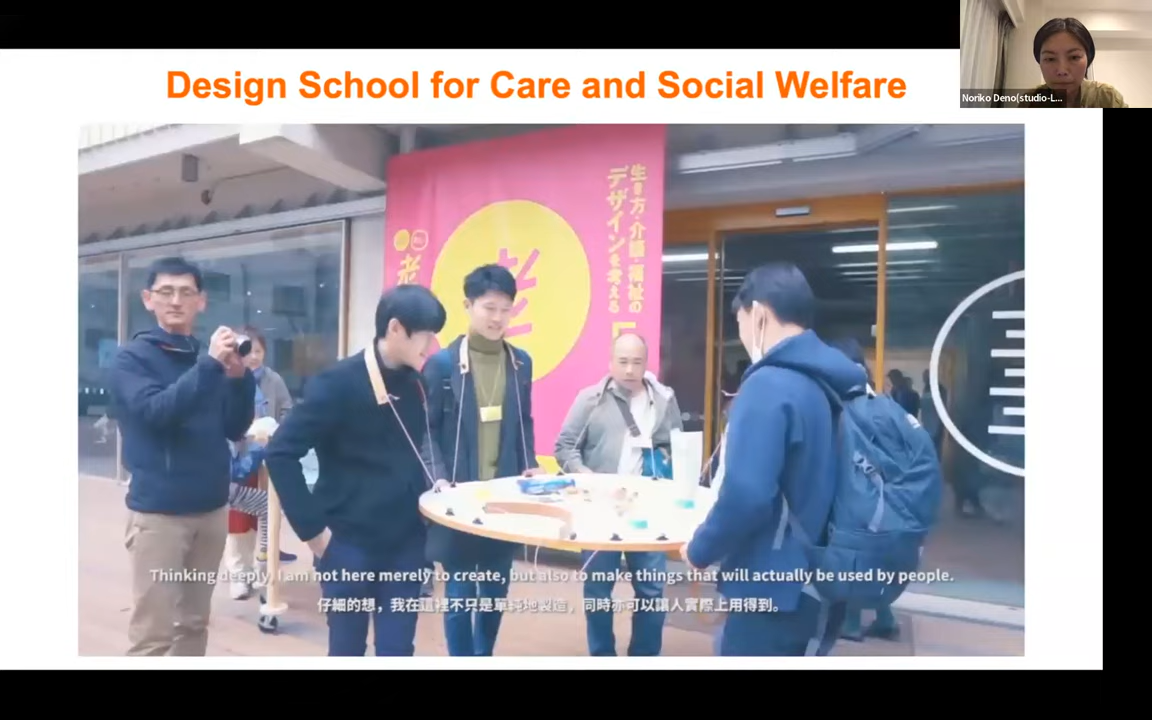 Design School for Care and Social Welfare
Noriko Deno(studio-L...
生き方・介護・福祉の
デザインを考える
老
老
Thinking deeply, I am not here merely to create, but also to make things that will actually be used by people.
仔細的想，我在這裡不只是單純地製造，同時亦可以讓人實際上用得到。